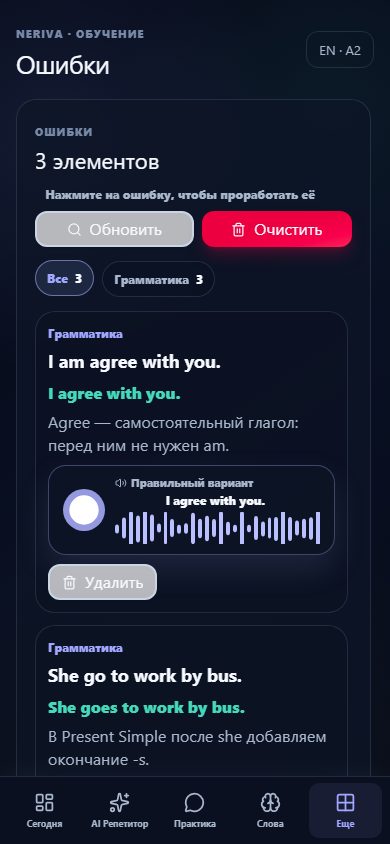 NERIVA · ОБУЧЕНИЕ
Ошибки
EN · A2
ОШИБКИ
3 элементов
Нажмите на ошибку, чтобы проработать её
Обновить
Очистить
Все 3
Грамматика 3
Грамматика
I am agree with you.
I agree with you.
Agree — самостоятельный глагол:
перед ним не нужен am.
Правильный вариант
I agree with you.
Удалить
Грамматика
She go to work by bus.
She goes to work by bus.
В Present Simple после she добавляем
окончание -s.
Сегодня
AI Репетитор
Практика
Слова
Еще